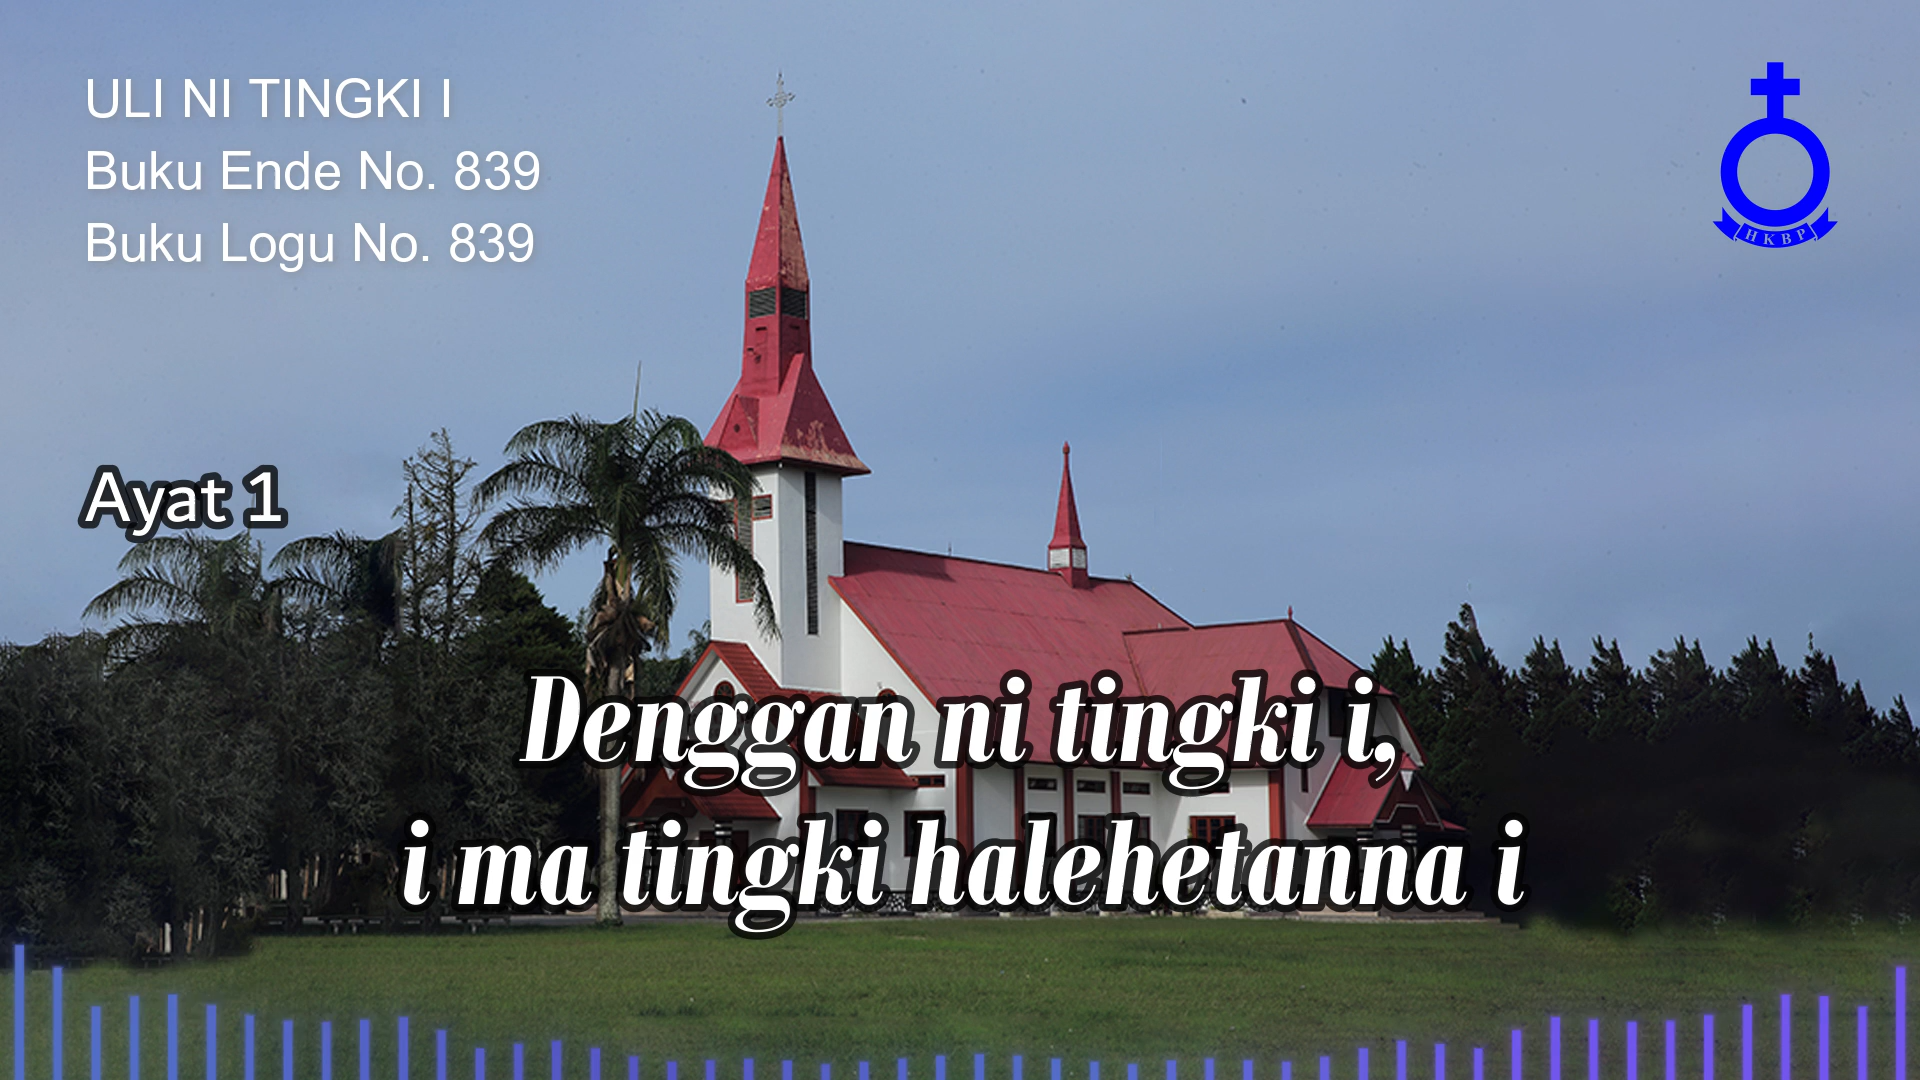 ULI NI TINGKI I
Buku Ende No. 839
Buku Logu No. 839
HKBP
Ayat 1
Denggan ni tingki i,
i ma tingki halehetanna i